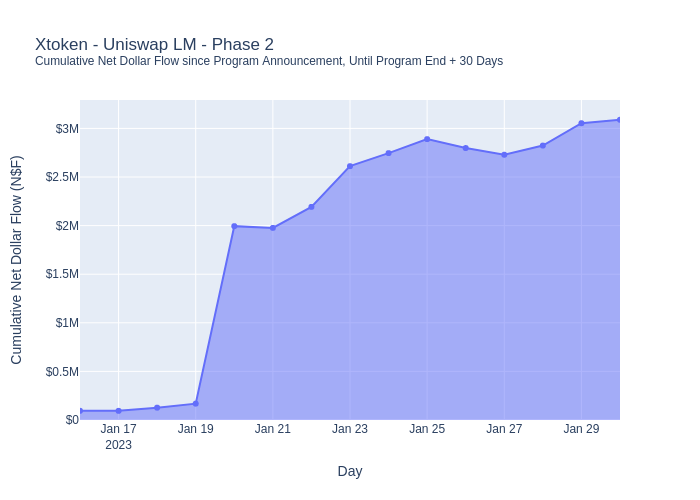 Xtoken - Uniswap LM - Phase 2
Cumulative Net Dollar Flow since Program Announcement, Until Program End + 30 Days
Cumulative Net Dollar Flow (N$F)
$3M
$2.5M
$2M
$1.5M
$1M
$0.5M
$0
Jan 17 Jan 19 Jan 21 Jan 23 Jan 25 Jan 27 Jan 29
2023
Day